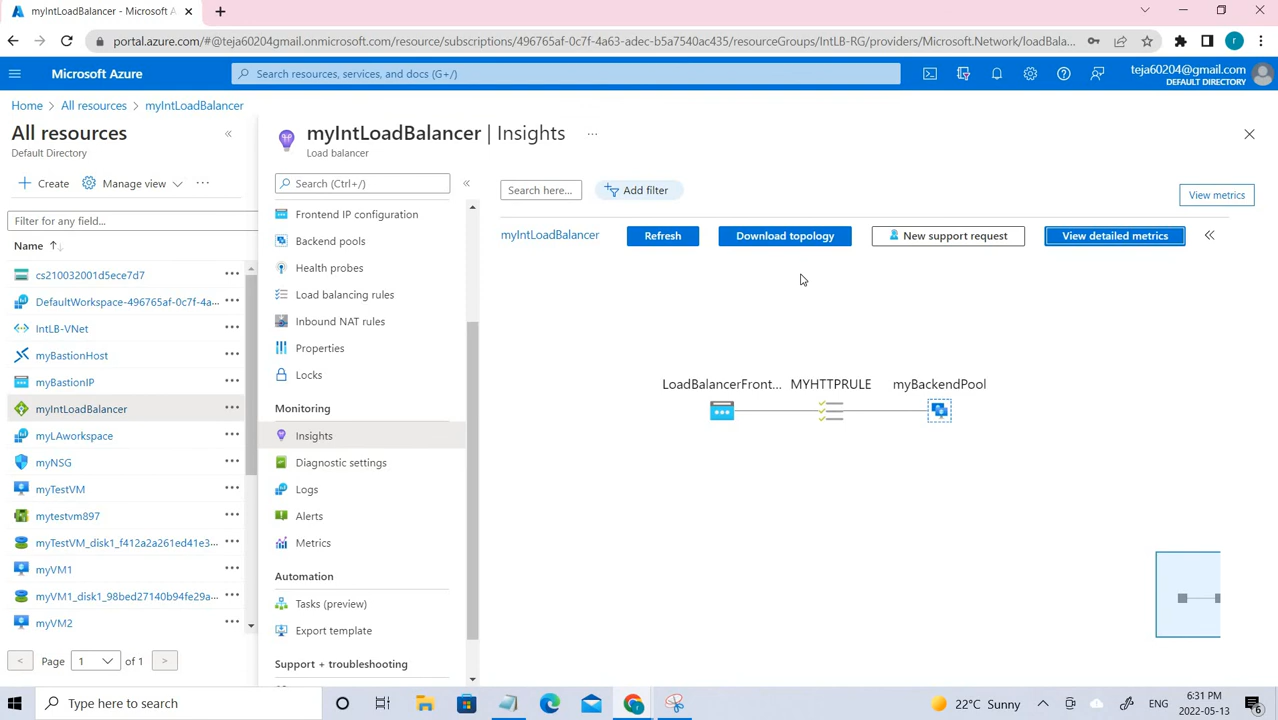 myIntLoadBalancer - Microsoft A
portal.azure.com/#@teja60204gmail.onmicrosoft.com/resource/subscriptions/496765af-0c7f-4a63-adec-b5a7540ac435/resourceGroups/IntLB-RG/providers/Microsoft.Network/loadBala...
r
Microsoft Azure
Search resources, services, and docs (G+/)
teja60204@gmail.com
DEFAULT DIRECTORY
Home > All resources > myIntLoadBalancer
All resources
Default Directory
Create
Manage view
...
Filter for any field...
Name
cs210032001d5ece7d7
DefaultWorkspace-496765af-0c7f-4a...
IntLB-VNet
myBastionHost
myBastionIP
myIntLoadBalancer
myLAworkspace
myNSG
myTestVM
mytestvm897
myTestVM_disk1_f412a2a261ed41e3...
myVM1
myVM1_disk1_98bed27140b94fe29a...
myVM2
< Page 1 of 1 >
myIntLoadBalancer | Insights
...
Load balancer
Search (Ctrl+/)
Frontend IP configuration
Backend pools
Health probes
Load balancing rules
Inbound NAT rules
Properties
Locks
Monitoring
Insights
Diagnostic settings
Logs
Alerts
Metrics
Automation
Tasks (preview)
Export template
Support + troubleshooting
Search here...
Add filter
View metrics
myIntLoadBalancer
Refresh
Download topology
New support request
View detailed metrics
LoadBalancerFront...
MYHTTPRULE
myBackendPool
Type here to search
22°C Sunny
ENG
6:31 PM
2022-05-13
6